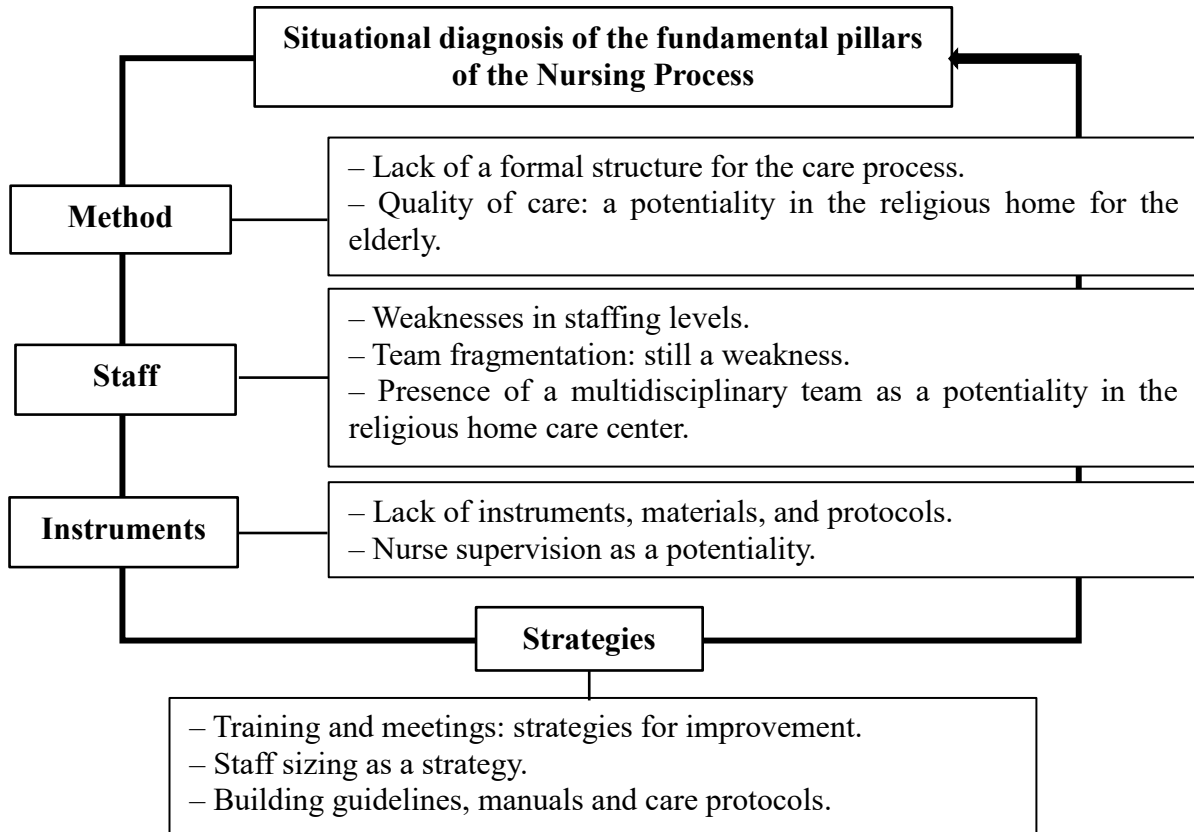 Situational diagnosis of the fundamental pillars
of the Nursing Process
Method
– Lack of a formal structure for the care process.
– Quality of care: a potentiality in the religious home for the
elderly.
Staff
– Weaknesses in staffing levels.
– Team fragmentation: still a weakness.
– Presence of a multidisciplinary team as a potentiality in the
religious home care center.
Instruments
– Lack of instruments, materials, and protocols.
– Nurse supervision as a potentiality.
Strategies
– Training and meetings: strategies for improvement.
– Staff sizing as a strategy.
– Building guidelines, manuals and care protocols.